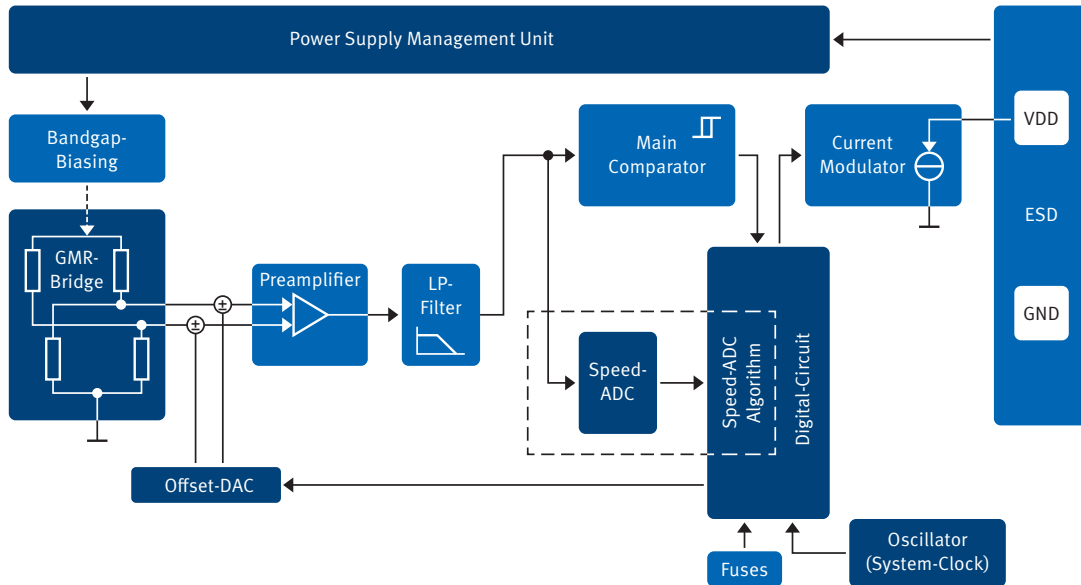 Power Supply Management Unit
Bandgap-
Biasing
Main
Comparator
Current
Modulator
VDD
ESD
GND
GMR-
Bridge
±
±
Preamplifier
LP-
Filter
Speed-
ADC
Speed-ADC
Algorithm
Digital-Circuit
Offset-DAC
Fuses
Oscillator
(System-Clock)